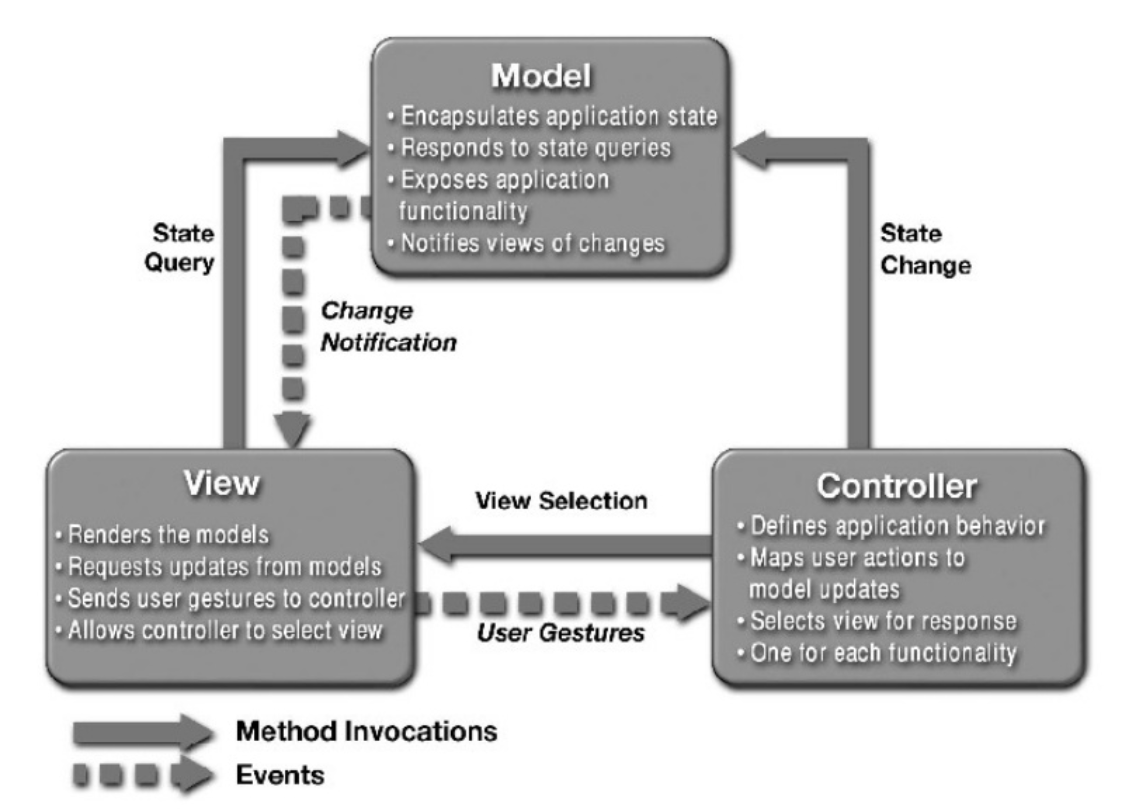 Model
• Encapsulates application state
• Responds to state queries
• Exposes application
functionality
• Notifies views of changes
State
Query
State
Change
Change
Notification
View
• Renders the models
• Requests updates from models
• Sends user gestures to controller
• Allows controller to select view
View Selection
User Gestures
Controller
• Defines application behavior
• Maps user actions to
model updates
• Selects view for response
• One for each functionality
Method Invocations
Events